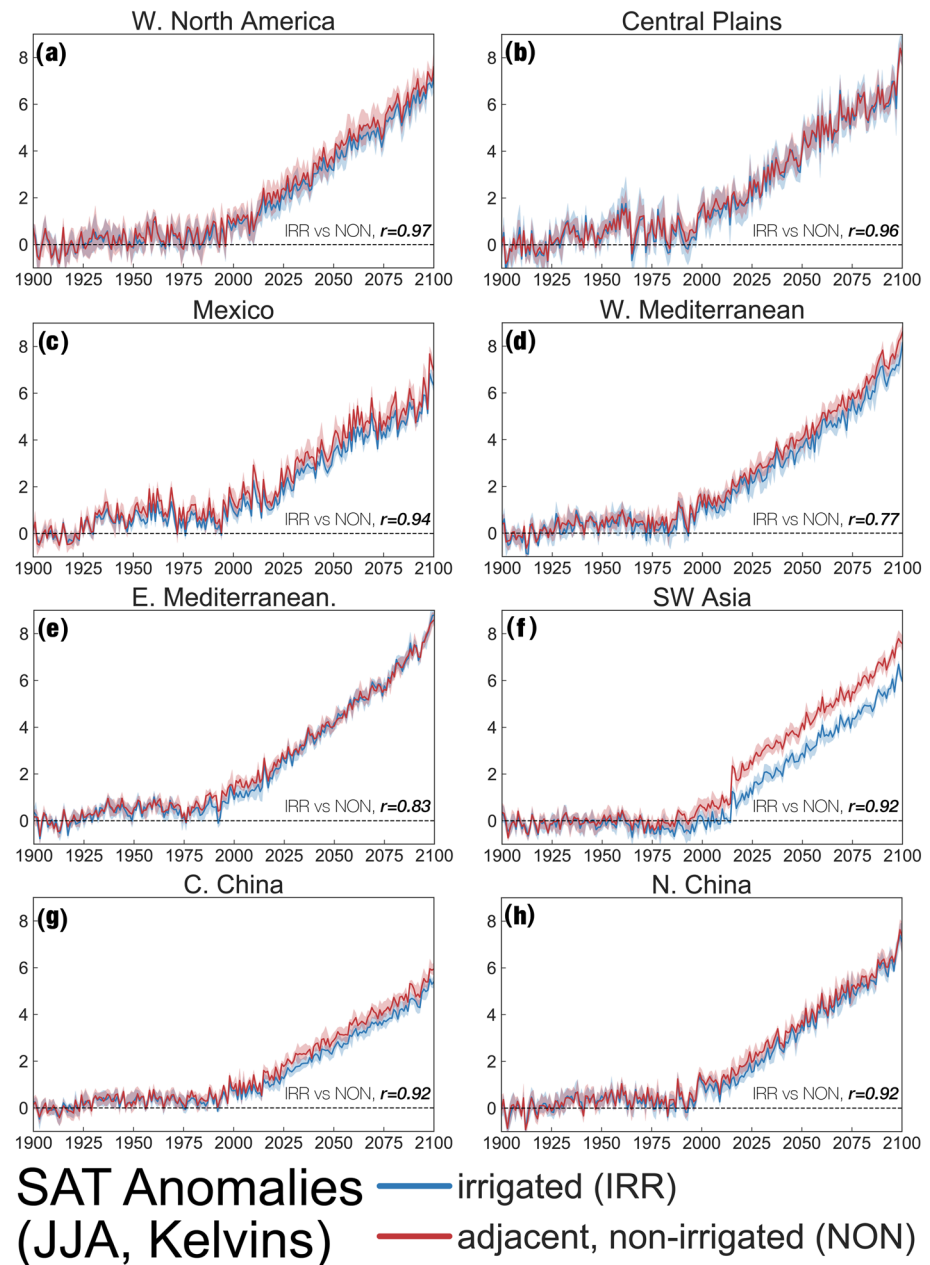 W. North America
(a)
8
6
4
2
0
IRR vs NON, r=0.97
1900 1925 1950 1975 2000 2025 2050 2075 2100
Central Plains
(b)
8
6
4
2
0
IRR vs NON, r=0.96
1900 1925 1950 1975 2000 2025 2050 2075 2100
Mexico
(c)
8
6
4
2
0
IRR vs NON, r=0.94
1900 1925 1950 1975 2000 2025 2050 2075 2100
W. Mediterranean
(d)
8
6
4
2
0
IRR vs NON, r=0.77
1900 1925 1950 1975 2000 2025 2050 2075 2100
E. Mediterranean.
(e)
8
6
4
2
0
IRR vs NON, r=0.83
1900 1925 1950 1975 2000 2025 2050 2075 2100
SW Asia
(f)
8
6
4
2
0
IRR vs NON, r=0.92
1900 1925 1950 1975 2000 2025 2050 2075 2100
C. China
(g)
8
6
4
2
0
IRR vs NON, r=0.92
1900 1925 1950 1975 2000 2025 2050 2075 2100
N. China
(h)
8
6
4
2
0
IRR vs NON, r=0.92
1900 1925 1950 1975 2000 2025 2050 2075 2100
SAT Anomalies
(JJA, Kelvins)
irrigated (IRR)
adjacent, non-irrigated (NON)